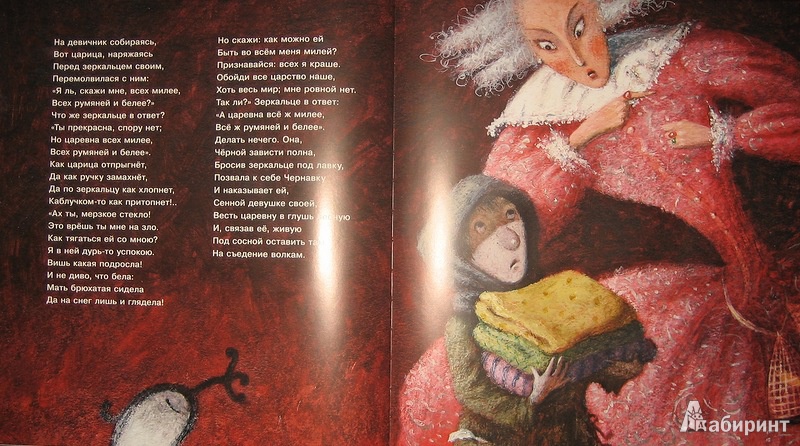 На девичник собираясь,
Вот царица, наряжаясь
Перед зеркальцем своим,
Перемолвилася с ним:
«Я ль, скажи мне, всех милее,
Всех румяней и белее?»
Что же зеркальце в ответ?
«Ты прекрасна, спору нет;
Но царевна всех милее,
Всех румяней и белее».
Как царица отпрыгнёт,
Да как ручку замахнёт,
Да по зеркальцу как хлопнет,
Каблучком-то как притопнет!..
«Ах ты, мерзкое стекло!
Это врёшь ты мне на зло.
Как тягаться ей со мною?
Я в ней дурь-то успокою.
Вишь какая подросла!
И не диво, что бела:
Мать брюхатая сидела
Да на снег лишь и глядела!
Но скажи: как можно ей
Быть во всём меня милей?
Признавайся: всех я краше.
Обойди все царство наше,
Хоть весь мир; мне ровной нет.
Так ли?» Зеркальце в ответ:
«А царевна всё ж милее,
Всё ж румяней и белее».
Делать нечего. Она,
Чёрной зависти полна,
Бросив зеркальце под лавку,
Позвала к себе Чернавку
И наказывает ей,
Сенной девушке своей,
Весть царевну в глушь
И, связав её, живую
Под сосной оставить
На съедение волкам.
Лабиринт